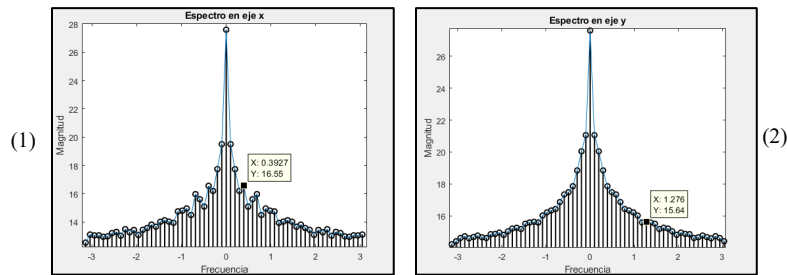 Espectro en eje x
28
26
24
22
20
18
16
14
Magnitud
X: 0.3927
Y: 16.55
-3 -2 -1 0 1 2 3
Frecuencia
(1)
Espectro en eje y
26
24
22
20
18
16
Magnitud
X: 1.276
Y: 15.64
-3 -2 -1 0 1 2 3
Frecuencia
(2)